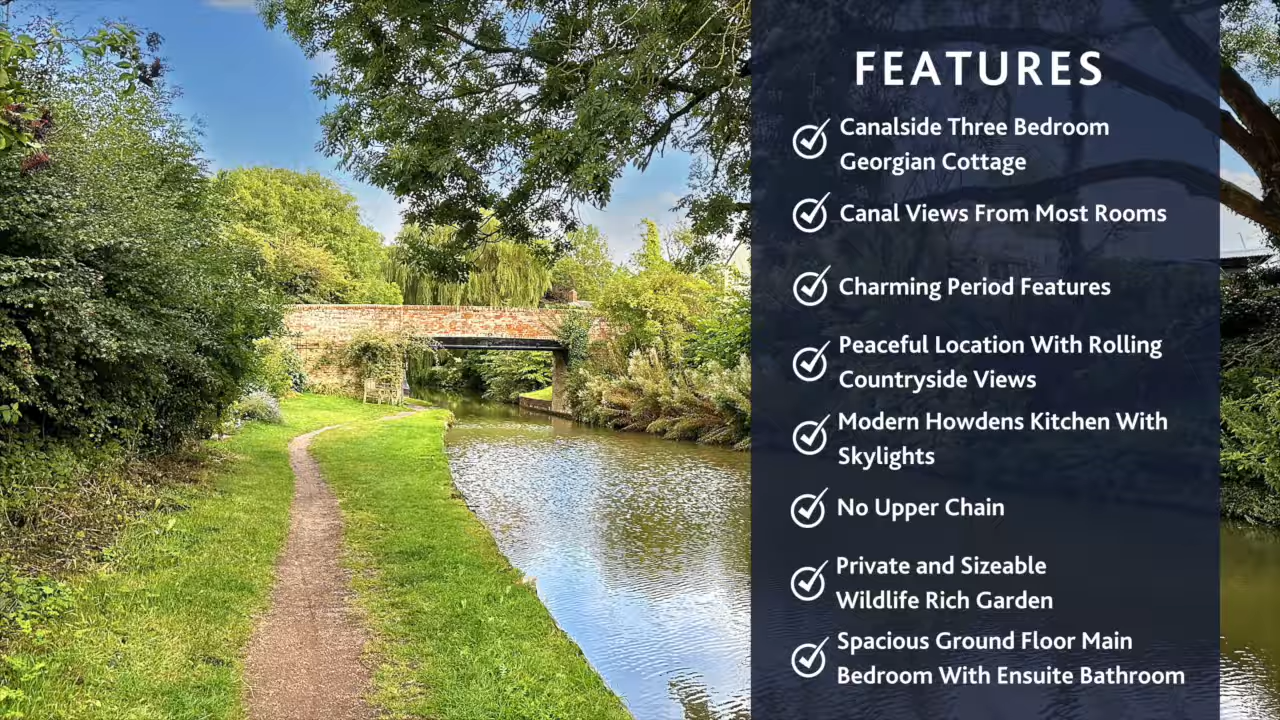 FEATURES
Canalside Three Bedroom
Georgian Cottage
Canal Views From Most Rooms
Charming Period Features
Peaceful Location With Rolling
Countryside Views
Modern Howdens Kitchen With
Skylights
No Upper Chain
Private and Sizeable
Wildlife Rich Garden
Spacious Ground Floor Main
Bedroom With Ensuite Bathroom